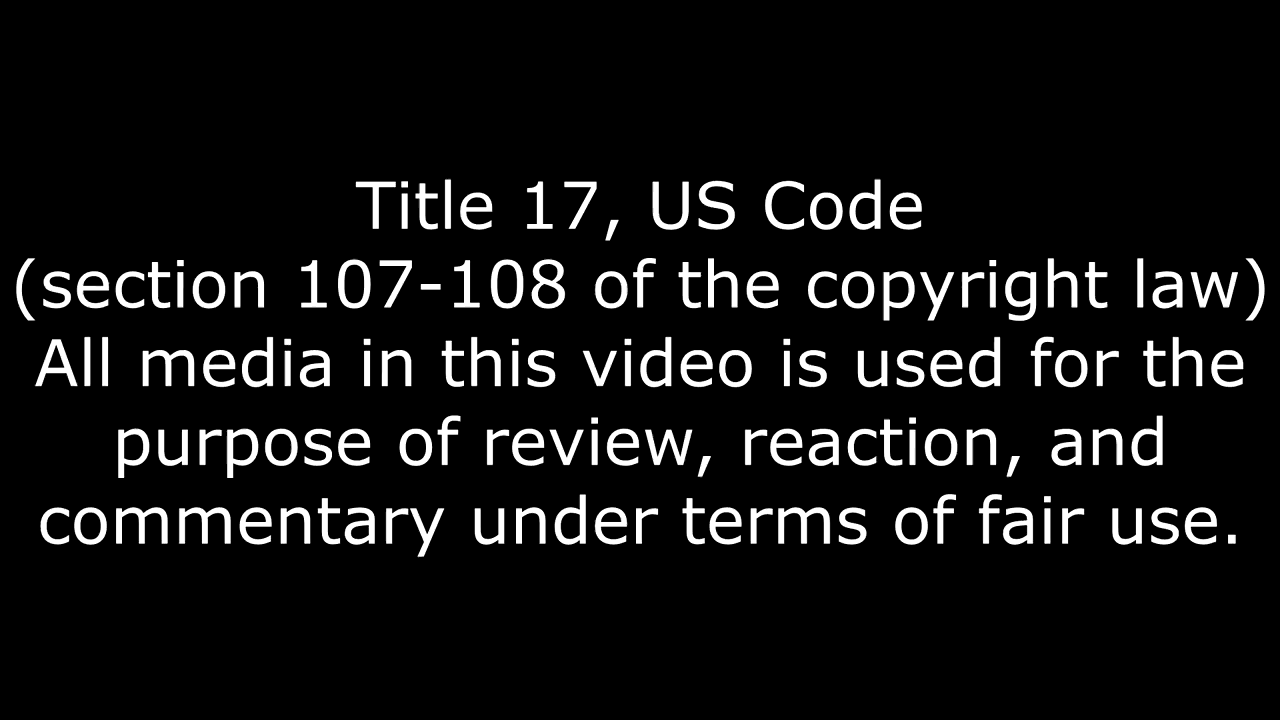 Title 17, US Code
(section 107-108 of the copyright law)
All media in this video is used for the
purpose of review, reaction, and
commentary under terms of fair use.